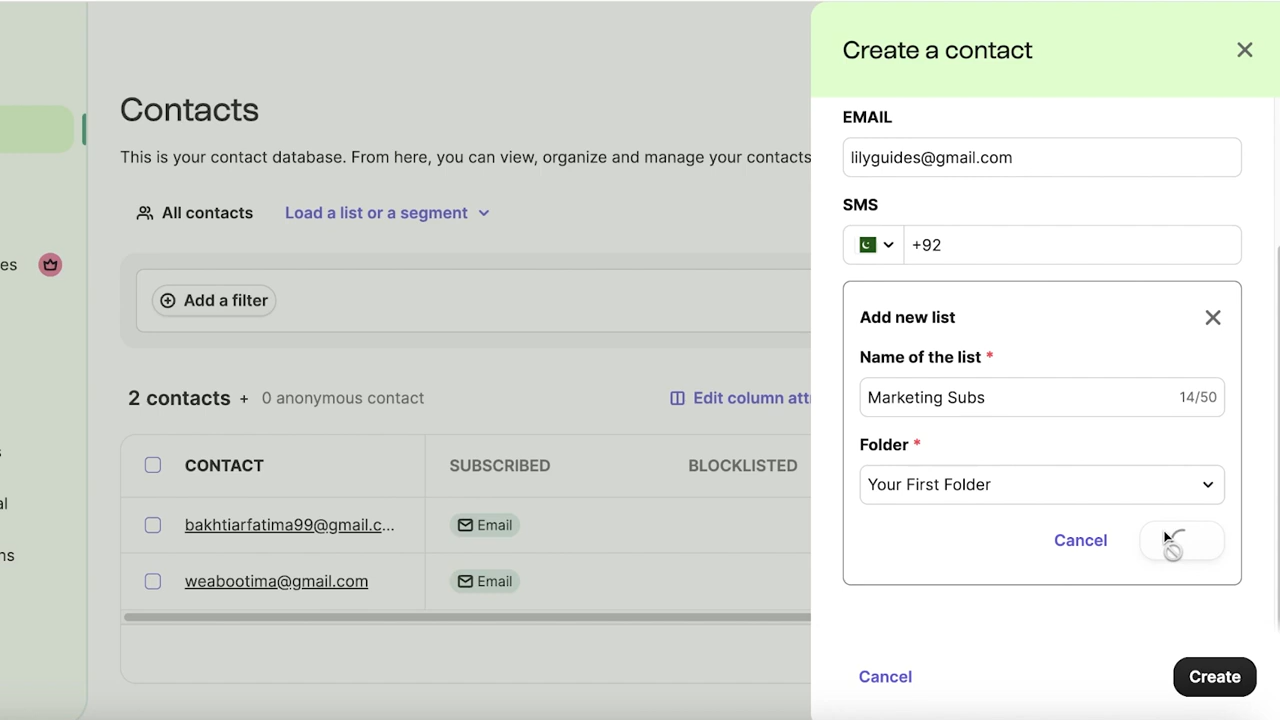 Create a contact
Contacts
This is your contact database. From here, you can view, organize and manage your contacts
All contacts
Load a list or a segment
es
Add a filter
2 contacts + 0 anonymous contact
Edit column att
CONTACT
SUBSCRIBED
BLOCKLISTED
bakhtiarfatima99@gmail.c...
Email
weabootima@gmail.com
Email
s
al
ns
EMAIL
lilyguides@gmail.com
SMS
+92
Add new list
Name of the list *
Marketing Subs
14/50
Folder *
Your First Folder
Cancel
Cancel
Create